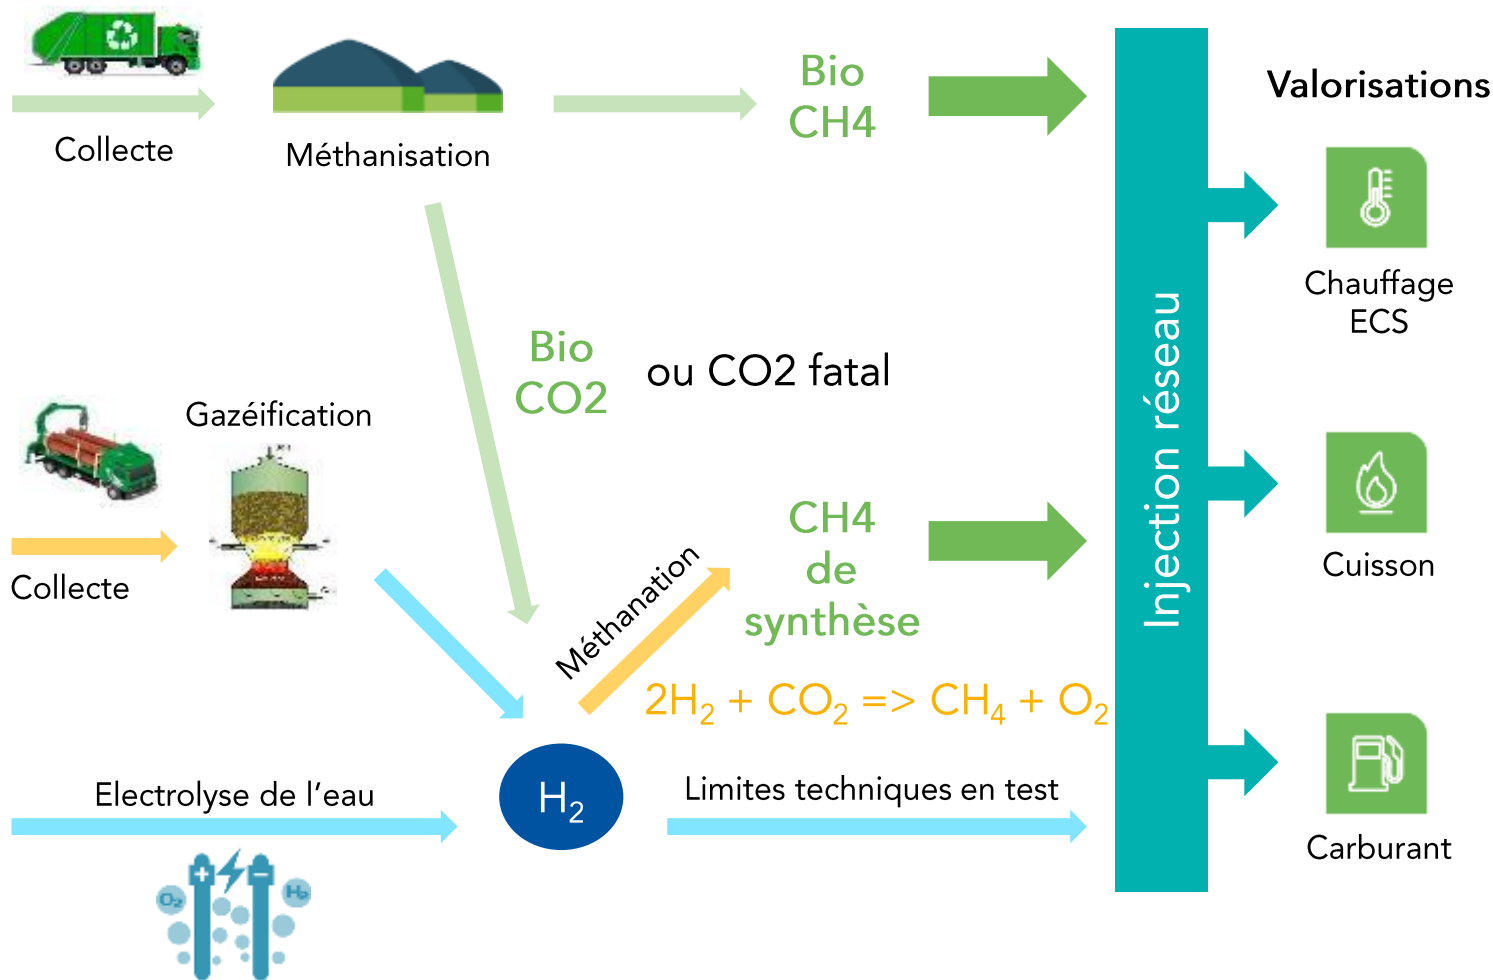 Collecte
Méthanisation
Bio
CH4
Valorisations
Chauffage
ECS
Bio
CO2
ou CO2 fatal
Gazéification
Collecte
Injection réseau
CH4
de
synthèse
Méthanation
Cuisson
2H₂ + CO₂ => CH₄ + O₂
Electrolyse de l'eau
H₂
Limites techniques en test
Carburant
+
−
O₂
H₂